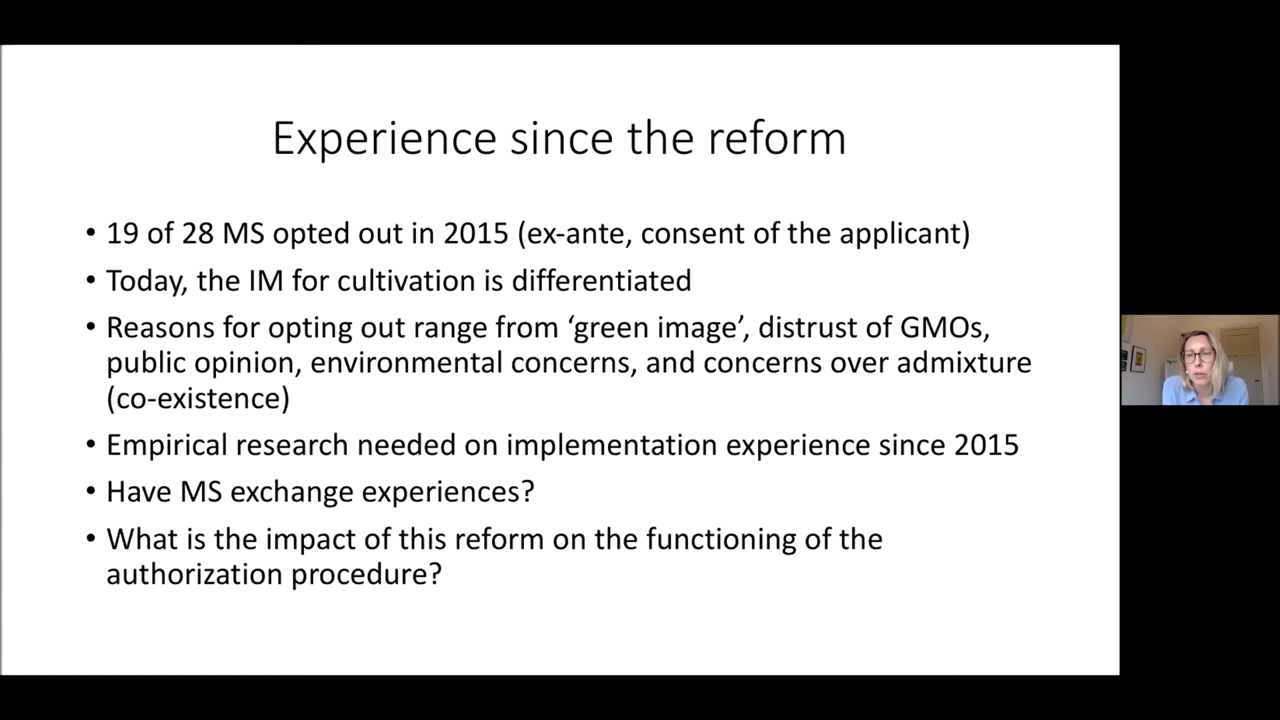 Experience since the reform
• 19 of 28 MS opted out in 2015 (ex-ante, consent of the applicant)
• Today, the IM for cultivation is differentiated
• Reasons for opting out range from ‘green image’, distrust of GMOs,
public opinion, environmental concerns, and concerns over admixture
(co-existence)
• Empirical research needed on implementation experience since 2015
• Have MS exchange experiences?
• What is the impact of this reform on the functioning of the
authorization procedure?